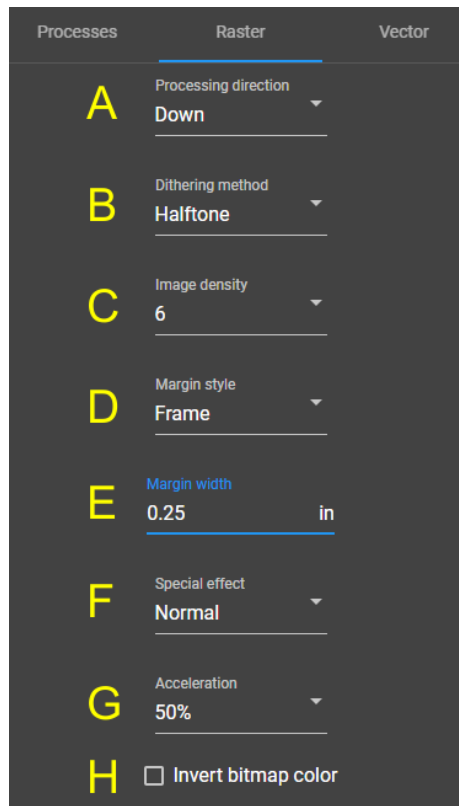 Processes Raster Vector
A Processing direction
Down
B Dithering method
Halftone
C Image density
6
D Margin style
Frame
E Margin width
0.25 in
F Special effect
Normal
G Acceleration
50%
H Invert bitmap color